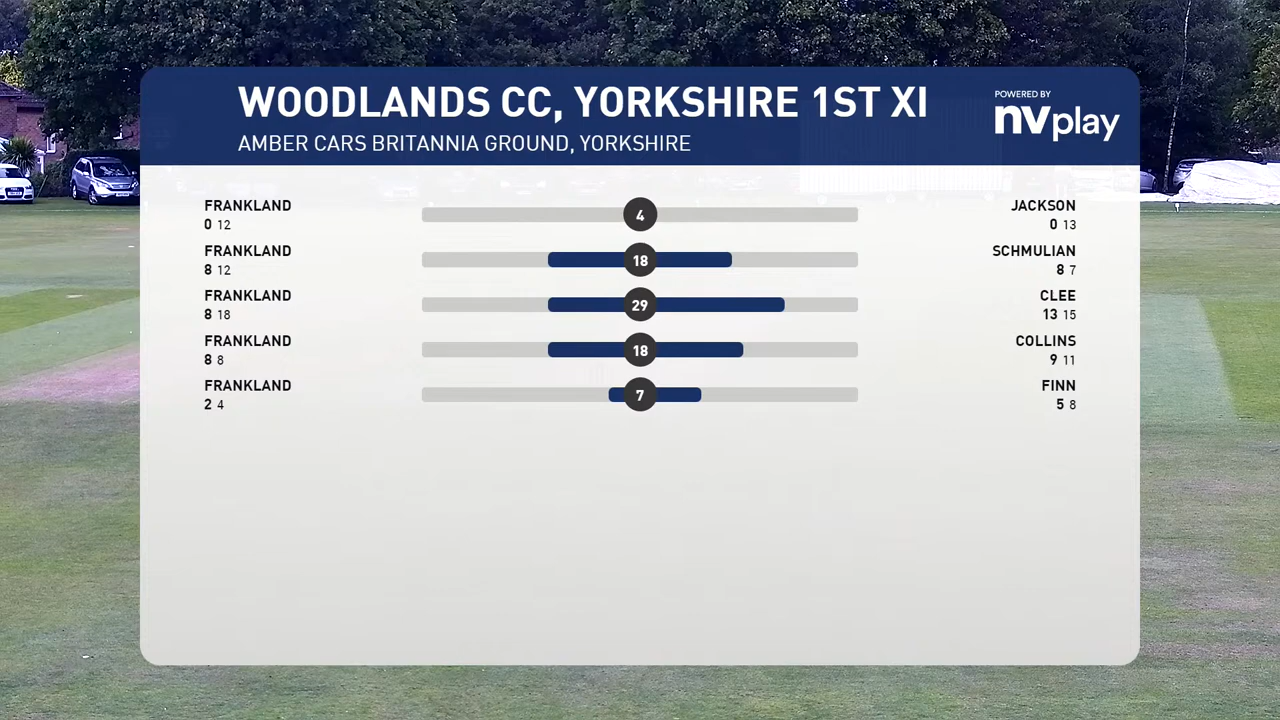 WOODLANDS CC, YORKSHIRE 1ST XI
AMBER CARS BRITANNIA GROUND, YORKSHIRE
POWERED BY
nvplay
FRANKLAND 4 JACKSON
0 12 0 13
FRANKLAND 18 SCHMULIAN
8 12 8 7
FRANKLAND 29 CLEE
8 18 13 15
FRANKLAND 18 COLLINS
8 8 9 11
FRANKLAND 7 FINN
2 4 5 8